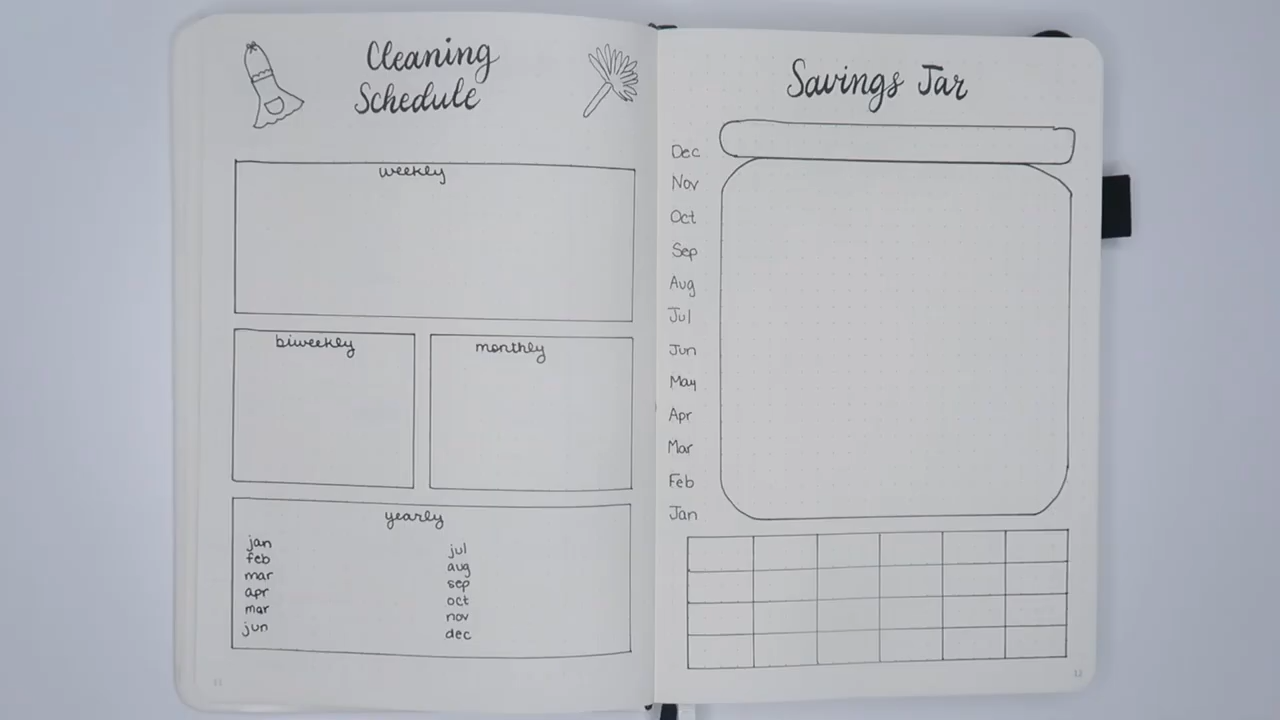 Cleaning
Schedule
weekly
biweekly
monthly
yearly
jan
feb
mar
apr
mar
jun
jul
aug
sep
oct
nov
dec
Savings Jar
Dec
Nov
Oct
Sep
Aug
Jul
Jun
May
Apr
Mar
Feb
Jan